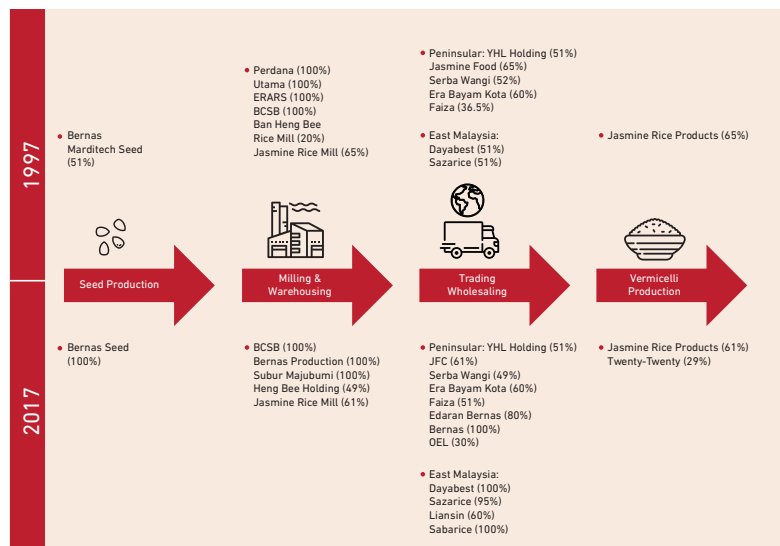 1997
Bernas
Marditech Seed
(51%)
Perdana (100%)
Utama (100%)
ERARS (100%)
BCSB (100%)
Ban Heng Bee
Rice Mill (20%)
Jasmine Rice Mill (65%)
Peninsular: YHL Holding (51%)
Jasmine Food (65%)
Serba Wangi (52%)
Era Bayam Kota (60%)
Faiza (36.5%)
East Malaysia:
Dayabest (51%)
Sazarice (51%)
Jasmine Rice Products (65%)
Seed Production
Milling &
Warehousing
Trading
Wholesaling
Vermicelli
Production
2017
Bernas Seed
(100%)
BCSB (100%)
Bernas Production (100%)
Subur Majubumi (100%)
Heng Bee Holding (49%)
Jasmine Rice Mill (61%)
Peninsular: YHL Holding (51%)
JFC (61%)
Serba Wangi (49%)
Era Bayam Kota (60%)
Faiza (51%)
Edaran Bernas (80%)
Bernas (100%)
OEL (30%)
East Malaysia:
Dayabest (100%)
Sazarice (95%)
Liansin (60%)
Sabarice (100%)
Jasmine Rice Products (61%)
Twenty-Twenty (29%)